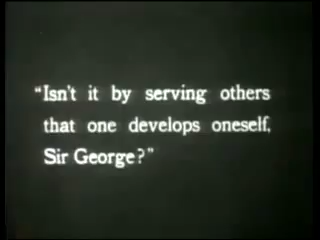 "Isn't it by serving others
that one develops oneself,
Sir George?"